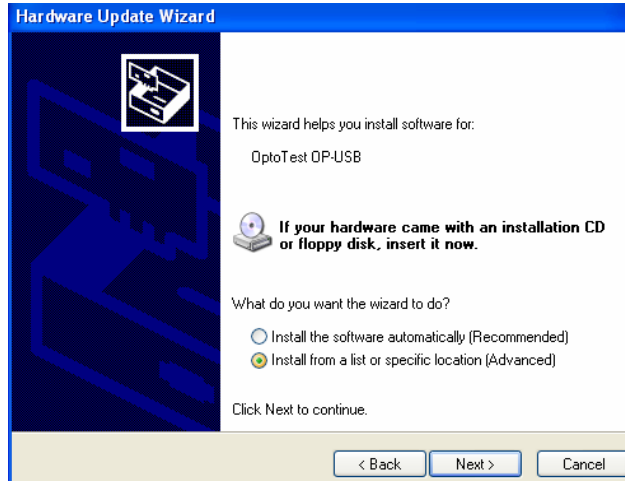 Hardware Update Wizard
This wizard helps you install software for:
OptoTest OP-USB
If your hardware came with an installation CD
or floppy disk, insert it now.
What do you want the wizard to do?
Install the software automatically (Recommended)
Install from a list or specific location (Advanced)
Click Next to continue.
< Back Next > Cancel